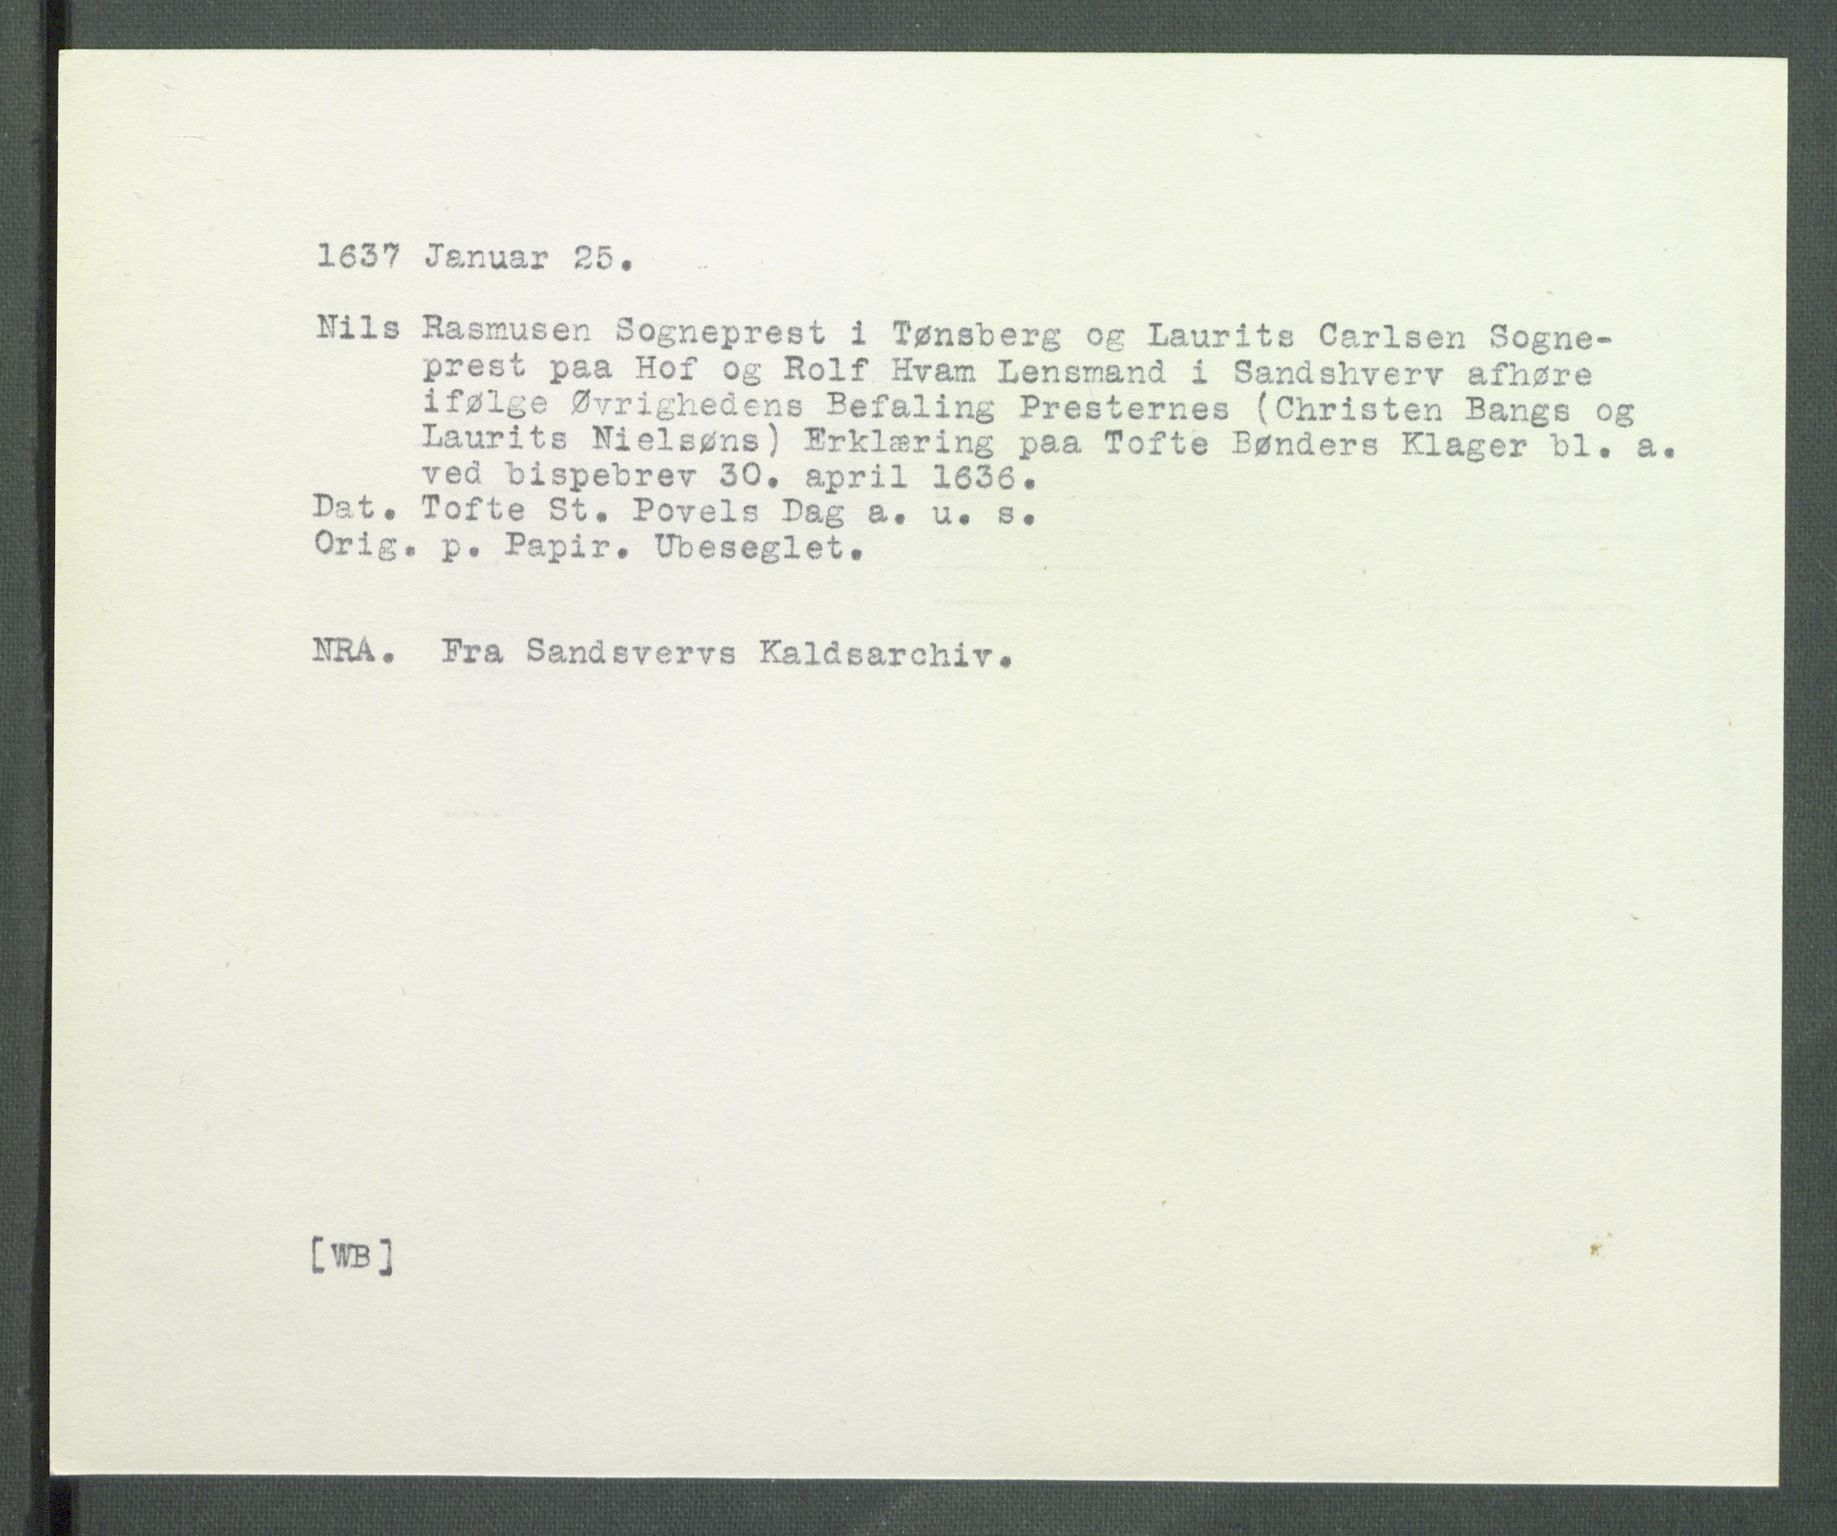 1637 Januar 25.
Nils Rasmusen Sogneprest i Tønsberg og Laurits Carlsen Sogne-
prest paa Hof og Rolf Hvam Lensmand i Sandshverv afhøre
ifølge Øvrighedens Befaling Presternes (Christen Bangs og
Laurits Nielsøns) Erklæring paa Tofte Bønders Klager bl. a.
ved bispebrev 30. april 1636.
Dat. Tofte St. Povels Dag a. u. s.
Orig. p. Papir. Ubeseglet.
NRA. Fra Sandsvervs Kaldsarchiv.
[WB]